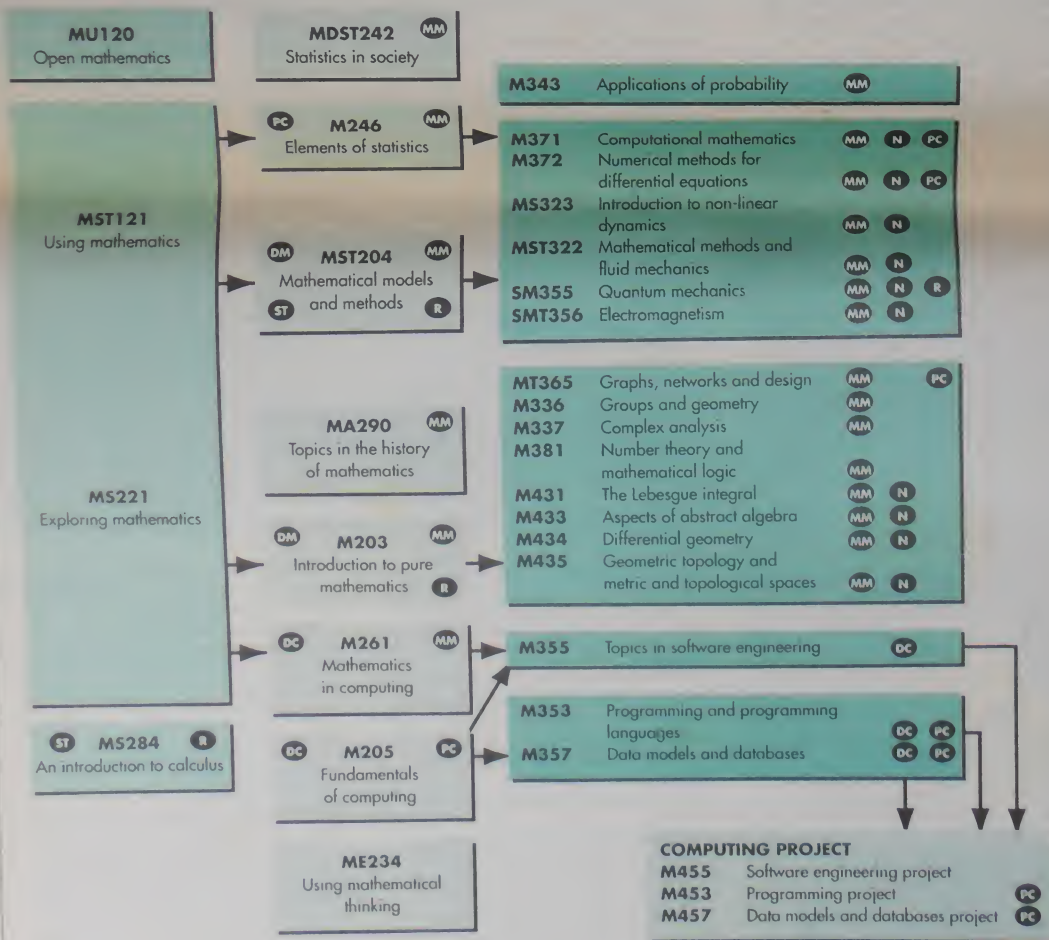 MU120
Open mathematics
MST121
Using mathematics
MS221
Exploring mathematics
ST MS284 R
An introduction to calculus
MDST242 MM
Statistics in society
PC M246 MM
Elements of statistics
DM MST204 MM
Mathematical models
ST and methods R
MA290 MM
Topics in the history
of mathematics
DM M203 MM
Introduction to pure
mathematics R
DC M261 MM
Mathematics
in computing
DC M205 PC
Fundamentals
of computing
ME234
Using mathematical
thinking
M343 Applications of probability MM
M371 Computational mathematics MM N PC
M372 Numerical methods for
differential equations MM N PC
MS323 Introduction to non-linear
dynamics MM N
MST322 Mathematical methods and
fluid mechanics MM N
SM355 Quantum mechanics MM N R
SMT356 Electromagnetism MM N
MT365 Graphs, networks and design MM PC
M336 Groups and geometry MM
M337 Complex analysis MM
M381 Number theory and
mathematical logic MM
M431 The Lebesgue integral MM N
M433 Aspects of abstract algebra MM N
M434 Differential geometry MM N
M435 Geometric topology and
metric and topological spaces MM N
M355 Topics in software engineering DC
M353 Programming and programming
languages DC PC
M357 Data models and databases DC PC
COMPUTING PROJECT
M455 Software engineering project
M453 Programming project PC
M457 Data models and databases project PC